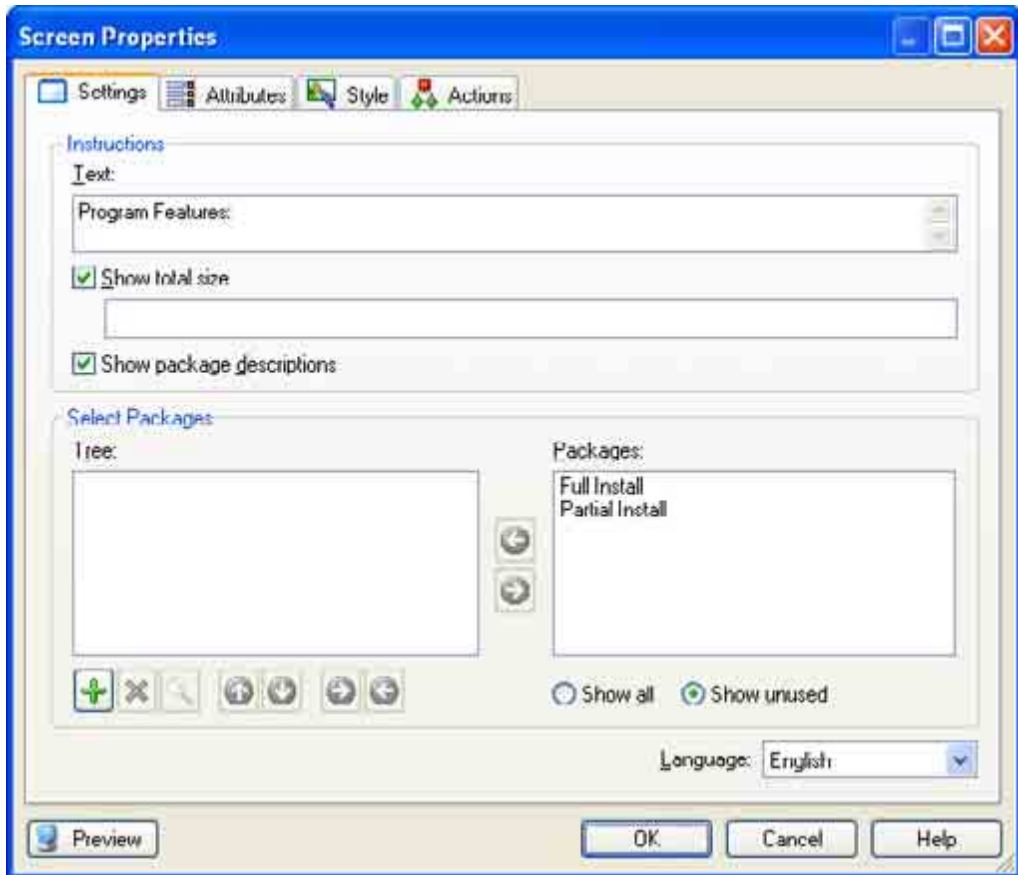 Screen Properties
Settings Attributes Style Actions
Instructions
Text:
Program Features:
Show total size
Show package descriptions
Select Packages
Tree: Packages:
Full Install
Partial Install
Show all Show unused
Language: English
Preview OK Cancel Help